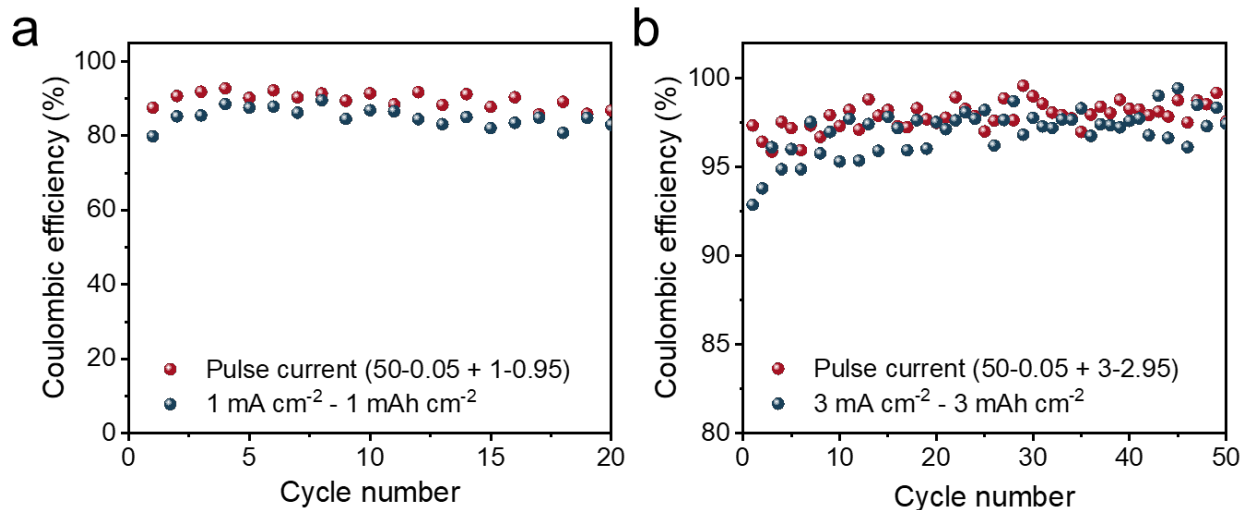 a
100
80
60
40
20
0
Coulombic efficiency (%)
Pulse current (50-0.05 + 1-0.95)
1 mA cm⁻² - 1 mAh cm⁻²
0 5 10 15 20
Cycle number
b
100
95
90
85
80
Coulombic efficiency (%)
Pulse current (50-0.05 + 3-2.95)
3 mA cm⁻² - 3 mAh cm⁻²
0 10 20 30 40 50
Cycle number